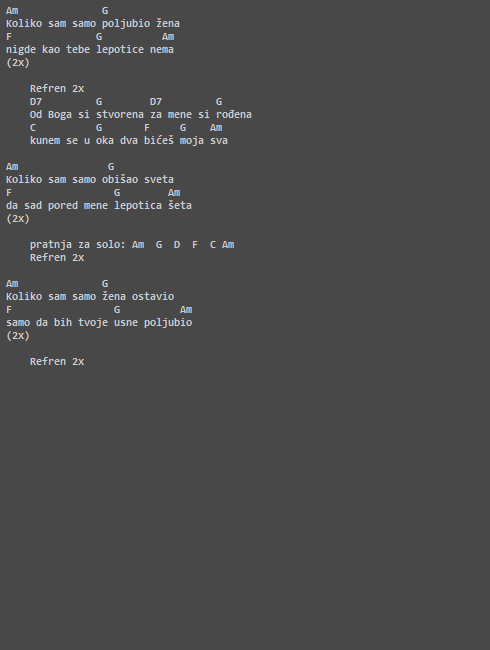 Am              G
Koliko sam samo poljubio žena
F              G          Am
nigde kao tebe lepotice nema
(2x)

    Refren 2x
    D7         G        D7         G
    Od Boga si stvorena za mene si rođena
    C          G       F     G    Am
    kunem se u oka dva bićeš moja sva

Am               G
Koliko sam samo obišao sveta
F                 G        Am
da sad pored mene lepotica šeta
(2x)

    pratnja za solo: Am  G  D  F  C Am
    Refren 2x

Am              G
Koliko sam samo žena ostavio
F                 G          Am
samo da bih tvoje usne poljubio
(2x)

    Refren 2x